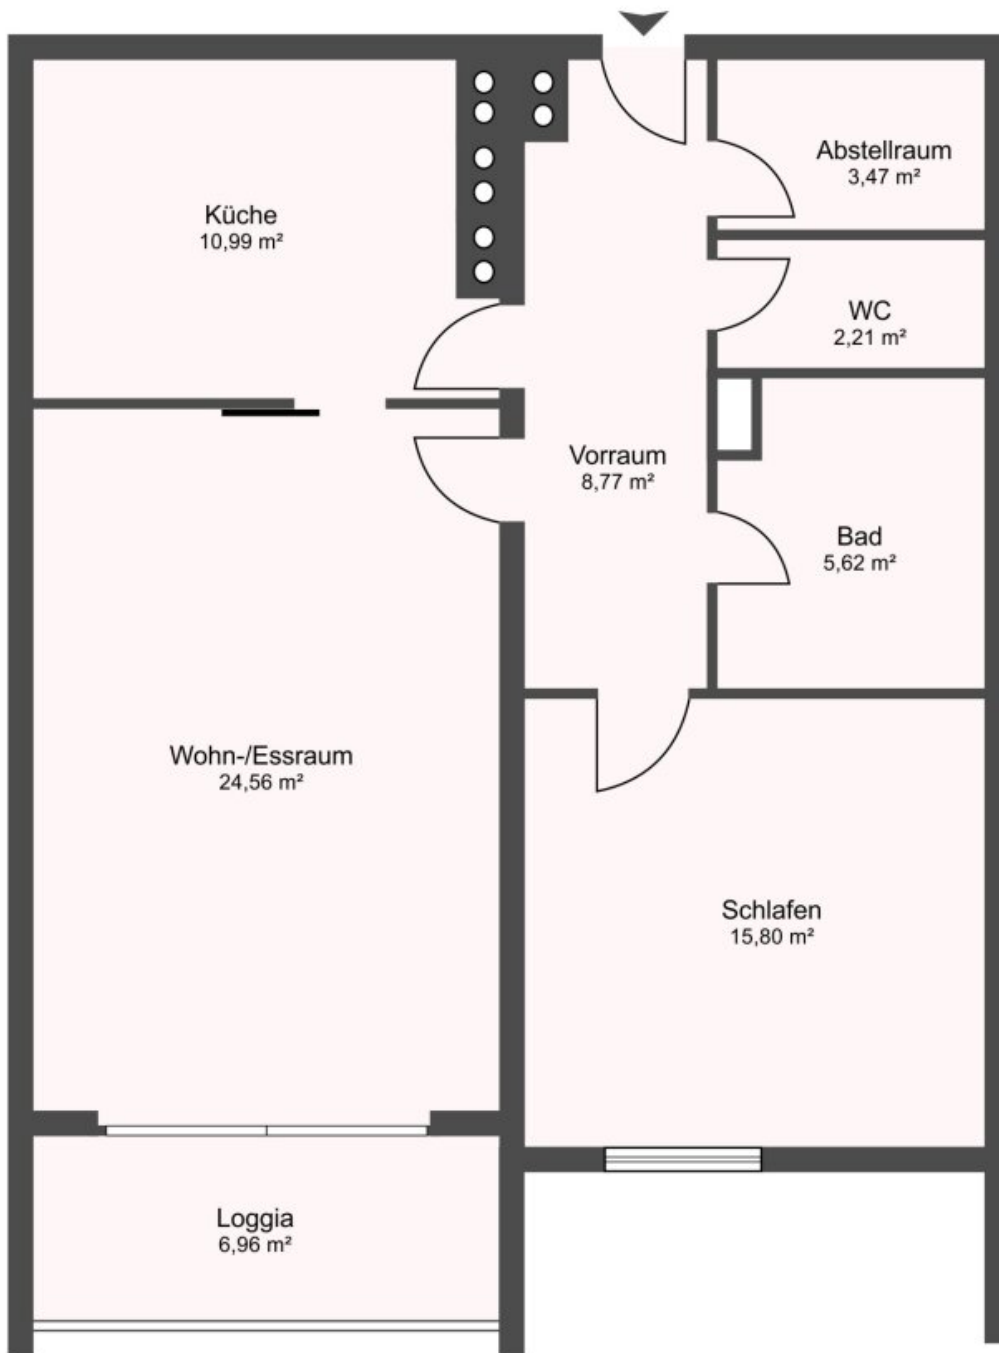 Abstellraum
3,47 m²
Küche
10,99 m²
WC
2,21 m²
Vorraum
8,77 m²
Bad
5,62 m²
Wohn-/Essraum
24,56 m²
Schlafen
15,80 m²
Loggia
6,96 m²